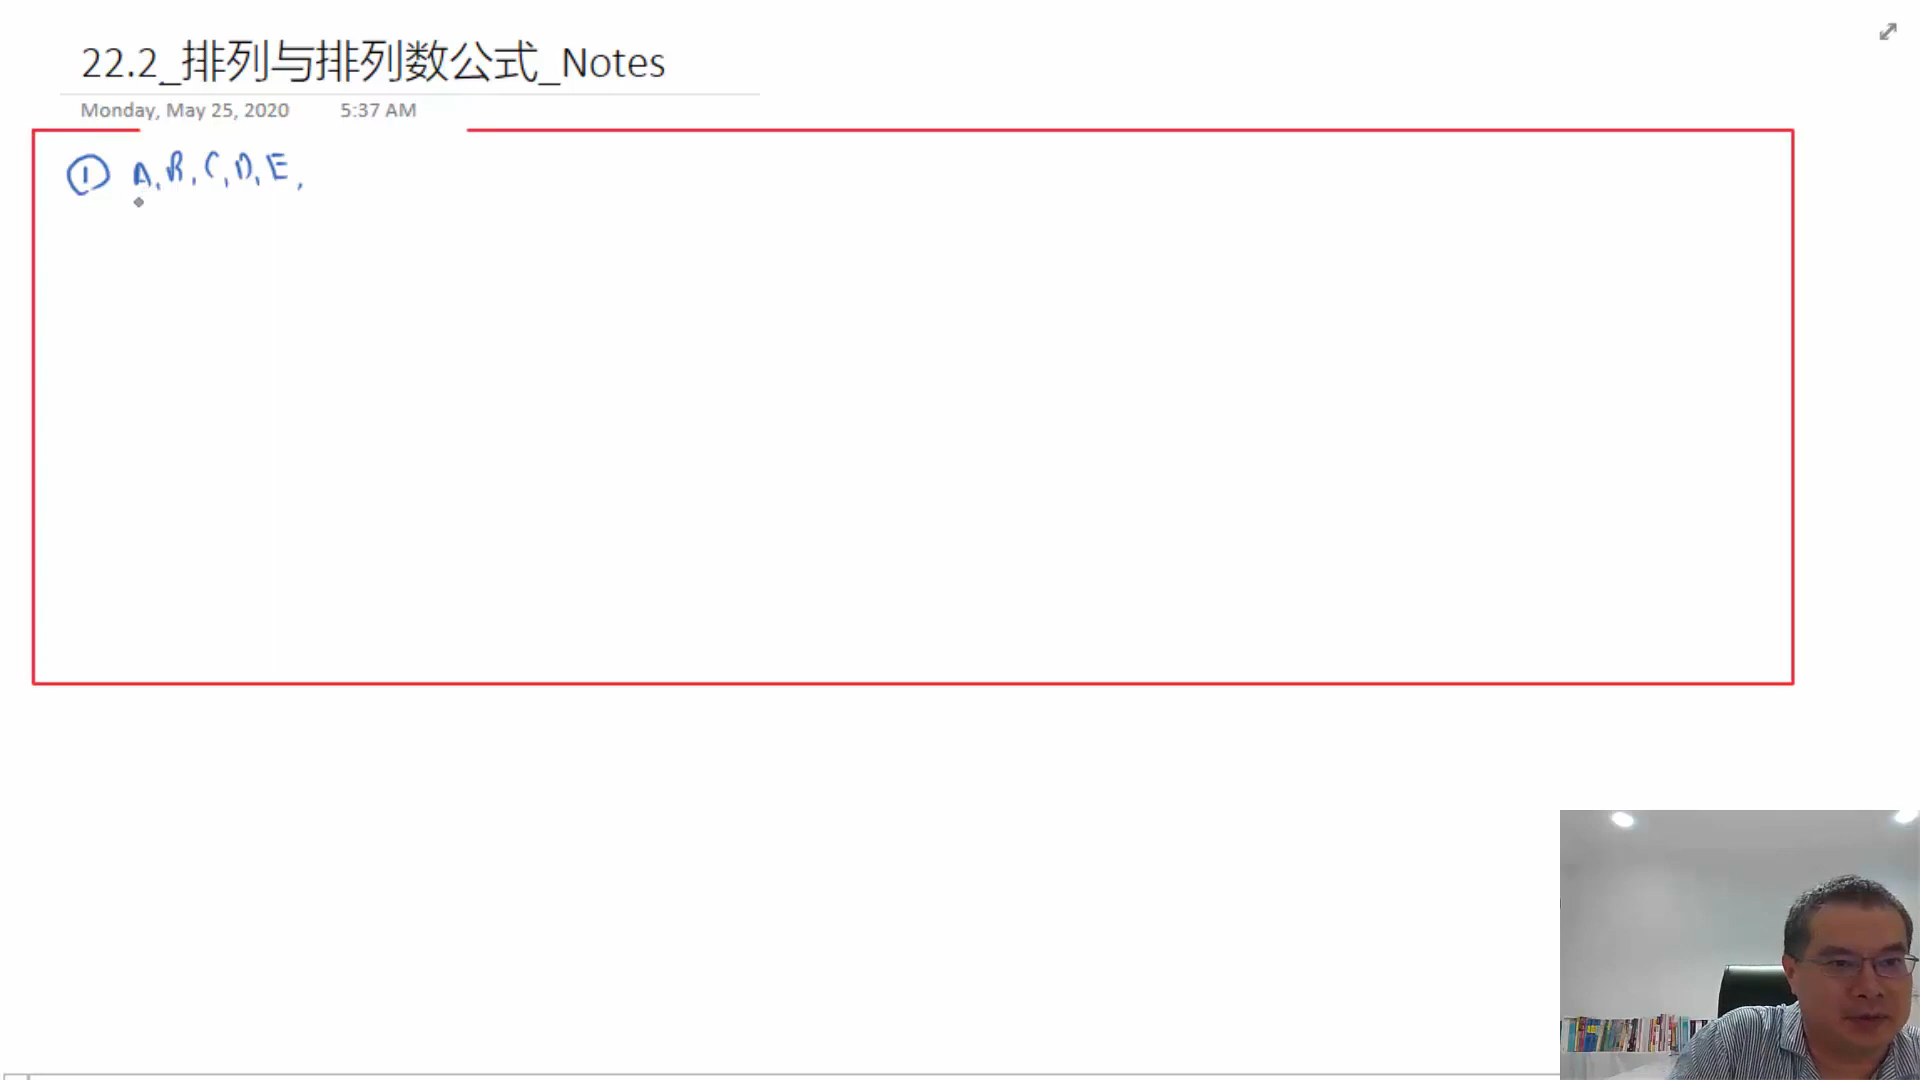 22.2_排列与排列数公式_Notes
Monday, May 25, 2020 5:37 AM
① A, B, C, D, E,